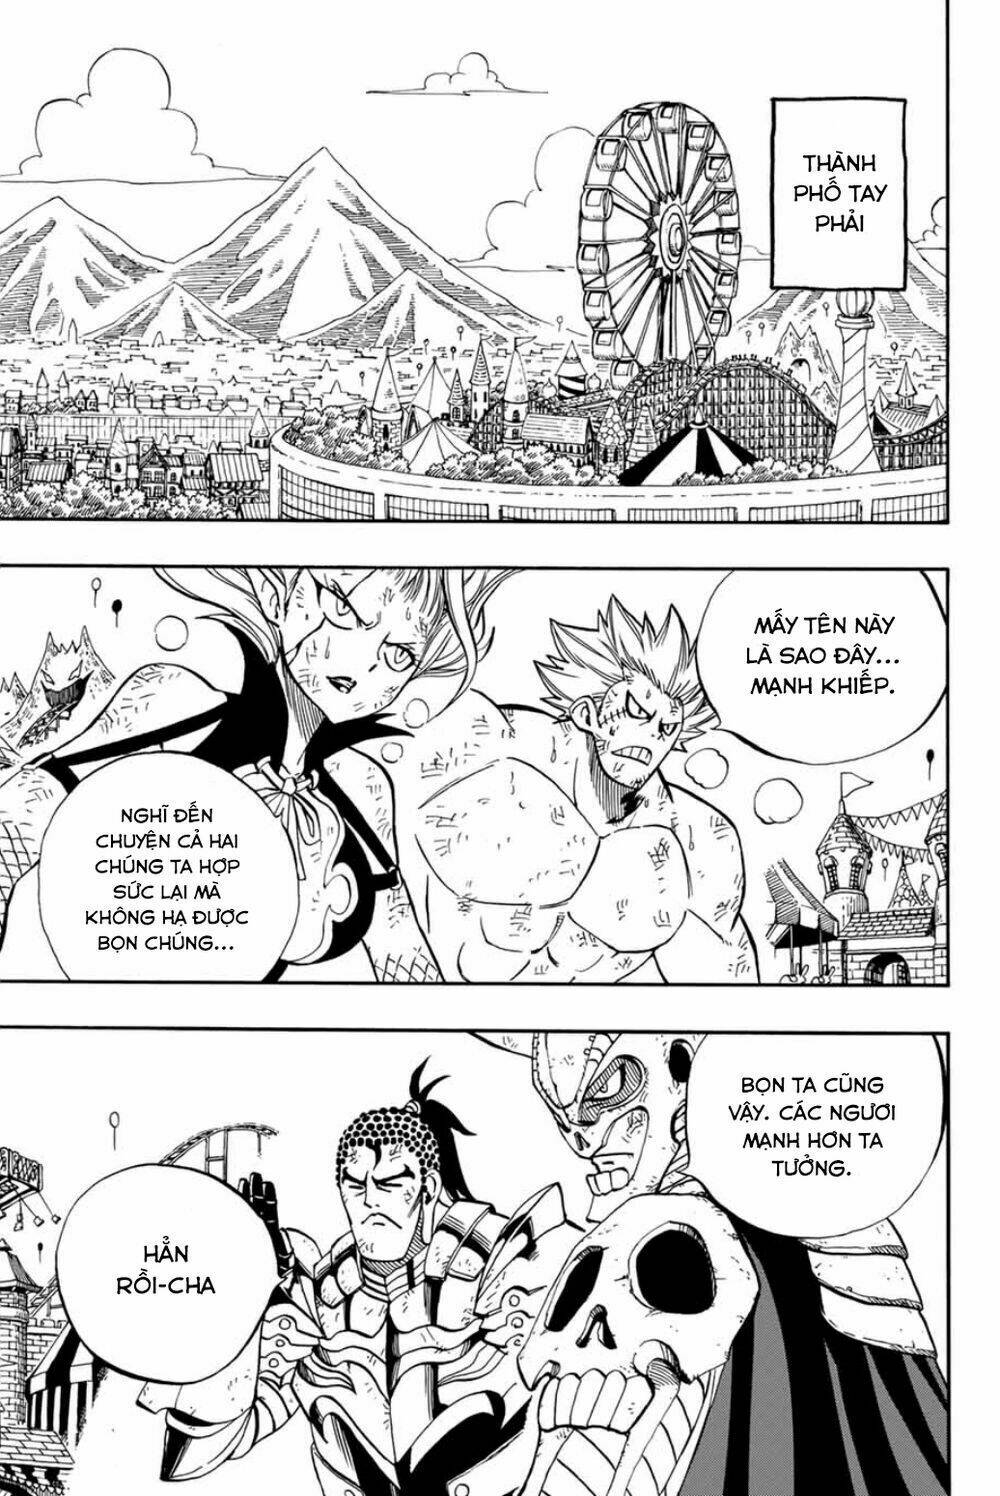 THÀNH
PHỐ TAY
PHẢI
MẤY TÊN NÀY
LÀ SAO ĐÂY...
MẠNH KHIẾP.
NGHĨ ĐẾN
CHUYỆN CẢ HAI
CHÚNG TA HỢP
SỨC LẠI MÀ
KHÔNG HẠ ĐƯỢC
BỌN CHÚNG...
BỌN TA CŨNG
VẬY. CÁC NGƯƠI
MẠNH HƠN TA
TƯỞNG.
HẲN
RỒI-CHA